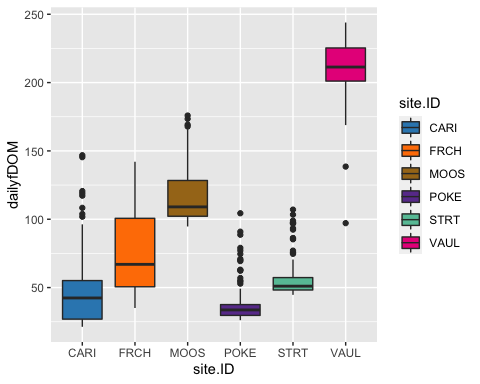 250
200
150
100
50
dailyfDOM
CARI FRCH MOOS POKE STRT VAUL
site.ID
site.ID
CARI
FRCH
MOOS
POKE
STRT
VAUL